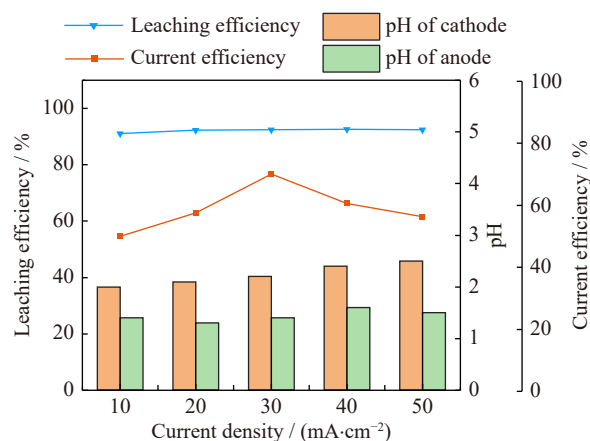 Leaching efficiency
pH of cathode
Current efficiency
pH of anode
Leaching efficiency / %
100
80
60
40
20
0
6
5
4
3
2
1
0
pH
100
80
60
40
20
0
Current efficiency / %
10 20 30 40 50
Current density / (mA·cm⁻²)